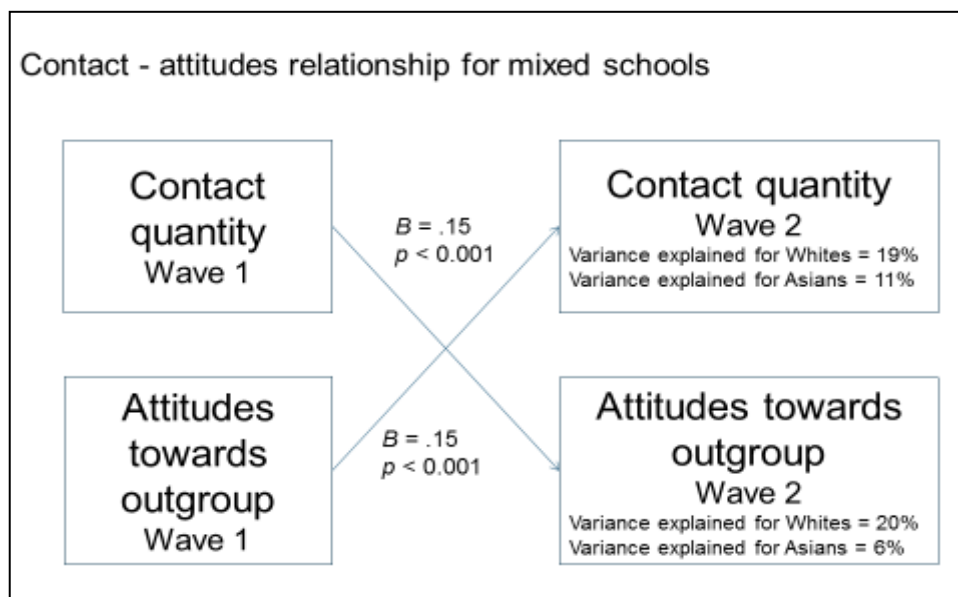 Contact - attitudes relationship for mixed schools
Contact
quantity
Wave 1
B = .15
p < 0.001
Contact quantity
Wave 2
Variance explained for Whites = 19%
Variance explained for Asians = 11%
Attitudes
towards
outgroup
Wave 1
B = .15
p < 0.001
Attitudes towards
outgroup
Wave 2
Variance explained for Whites = 20%
Variance explained for Asians = 6%